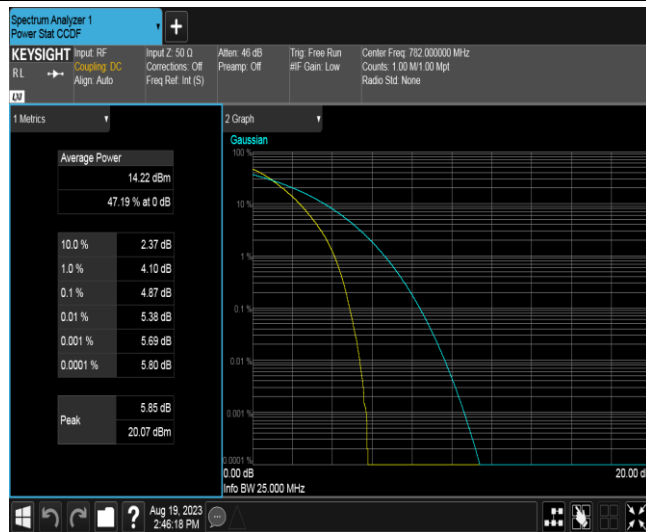 Spectrum Analyzer 1
Power Stat CCDF
+
KEYSIGHT
RL
LXI
Input: RF
Coupling: DC
Align: Auto
Input Z: 50 Ω
Corrections: Off
Freq Ref: Int (S)
Atten: 46 dB
Preamp: Off
Trig: Free Run
#IF Gain: Low
Center Freq: 782.000000 MHz
Counts: 1.00 M/1.00 Mpt
Radio Std: None
1 Metrics
Average Power
14.22 dBm
47.19 % at 0 dB
10.0 % 2.37 dB
1.0 % 4.10 dB
0.1 % 4.87 dB
0.01 % 5.38 dB
0.001 % 5.69 dB
0.0001 % 5.80 dB
Peak
5.85 dB
20.07 dBm
2 Graph
Gaussian
100 %
10 %
1 %
0.1 %
0.01 %
0.001 %
0.0001 %
0.00 dB 20.00 d
Info BW 25.000 MHz
? Aug 19, 2023
2:46:18 PM